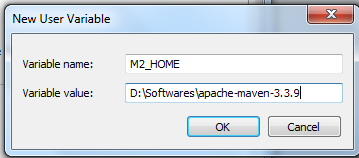 New User Variable
Variable name: M2_HOME
Variable value: D:\Softwares\apache-maven-3.3.9
OK Cancel